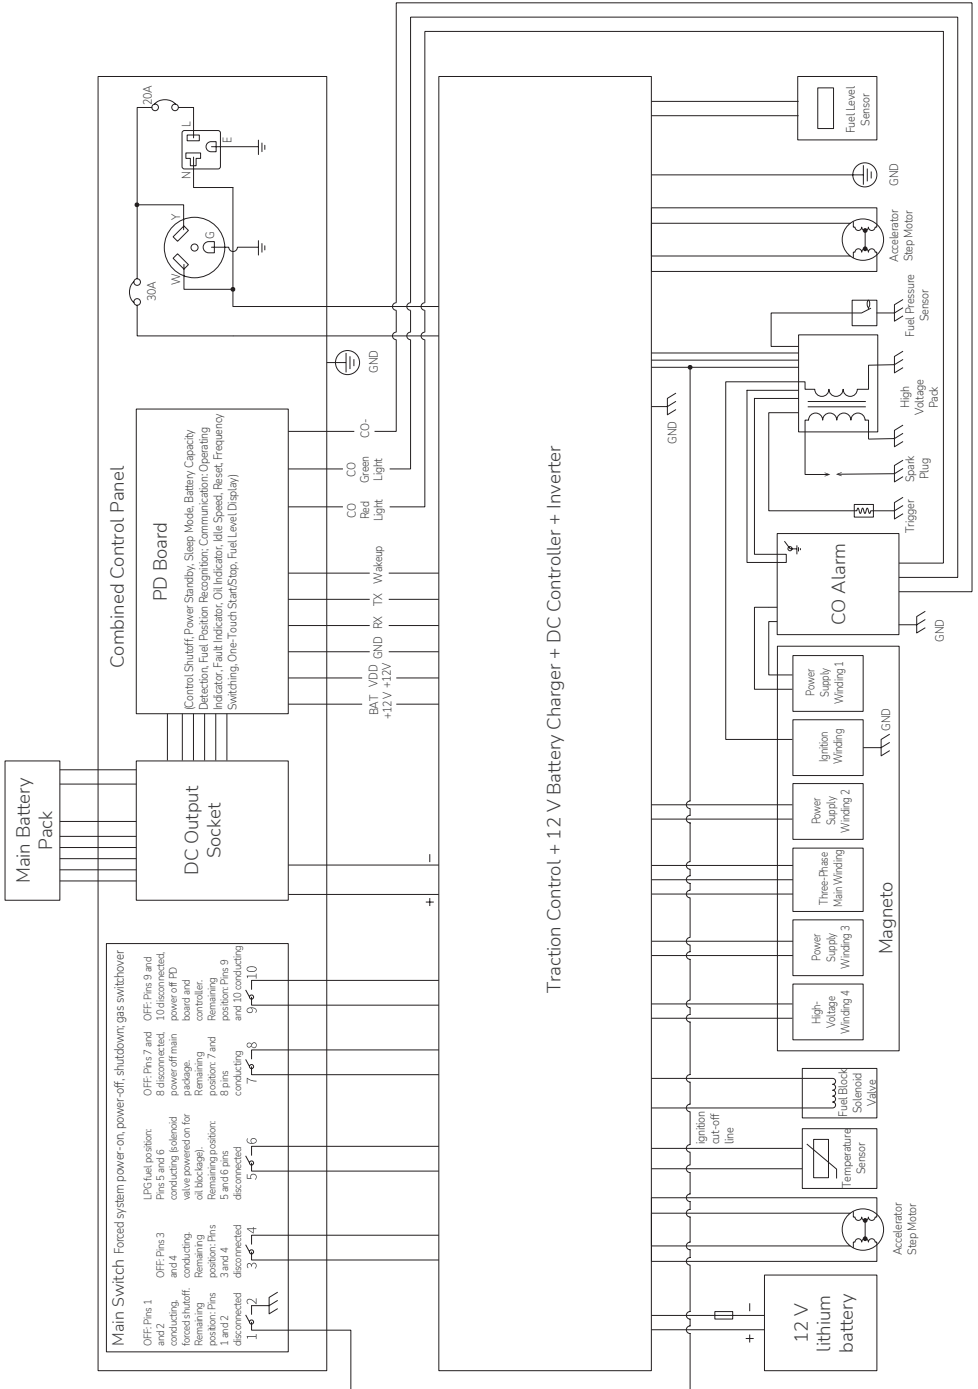 Main Battery
Pack
Combined Control Panel
Main Switch Forced system power-on, power-off, shutdown; gas switchover
OFF: Pins 1
and 2
conducting,
forced shutoff.
Remaining
position: Pins
1 and 2
disconnected
1
2
OFF: Pins 3
and 4
conducting.
Remaining
position: Pins
3 and 4
disconnected
3
4
LPG fuel position:
Pins 5 and 6
conducting (solenoid
valve powered on for
oil blockage).
Remaining position:
5 and 6 pins
disconnected
5
6
OFF: Pins 7 and
8 disconnected,
power off main
package.
Remaining
position: 7 and
8 pins
conducting
7
8
OFF: Pins 9 and
10 disconnected,
power off PD
board and
controller.
Remaining
position: Pins 9
and 10 conducting
9
10
DC Output
Socket
+
−
PD Board
(Control Shutoff, Power Standby, Sleep Mode, Battery Capacity
Detection, Fuel Position Recognition; Communication: Operating
Indicator, Fault Indicator, Oil Indicator, Idle Speed, Reset, Frequency
Switching, One-Touch Start/Stop, Fuel Level Display)
BAT
+12 V
VDD
+12V
GND
RX
TX
Wakeup
CO
Red
Light
CO
Green
Light
CO-
GND
30A
W
G
Y
N
E
L
20A
Traction Control + 12 V Battery Charger + DC Controller + Inverter
12 V
lithium
battery
+
−
Accelerator
Step Motor
Temperature
Sensor
ignition
cut-off
line
Fuel Block
Solenoid
Valve
High-
Voltage
Winding 4
Power
Supply
Winding 3
Three-Phase
Main Winding
Power
Supply
Winding 2
Ignition
Winding
Power
Supply
Winding 1
Magneto
GND
CO Alarm
GND
Trigger
Spark
Plug
High
Voltage
Pack
GND
Fuel Pressure
Sensor
Accelerator
Step Motor
GND
Fuel Level
Sensor